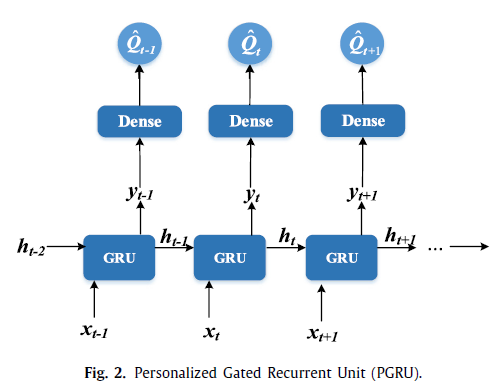 Q̂t-1 Q̂t Q̂t+1
Dense Dense Dense
yt-1 yt yt+1
ht-2 GRU ht-1 GRU ht GRU ht+1 ...
xt-1 xt xt+1
Fig. 2. Personalized Gated Recurrent Unit (PGRU).